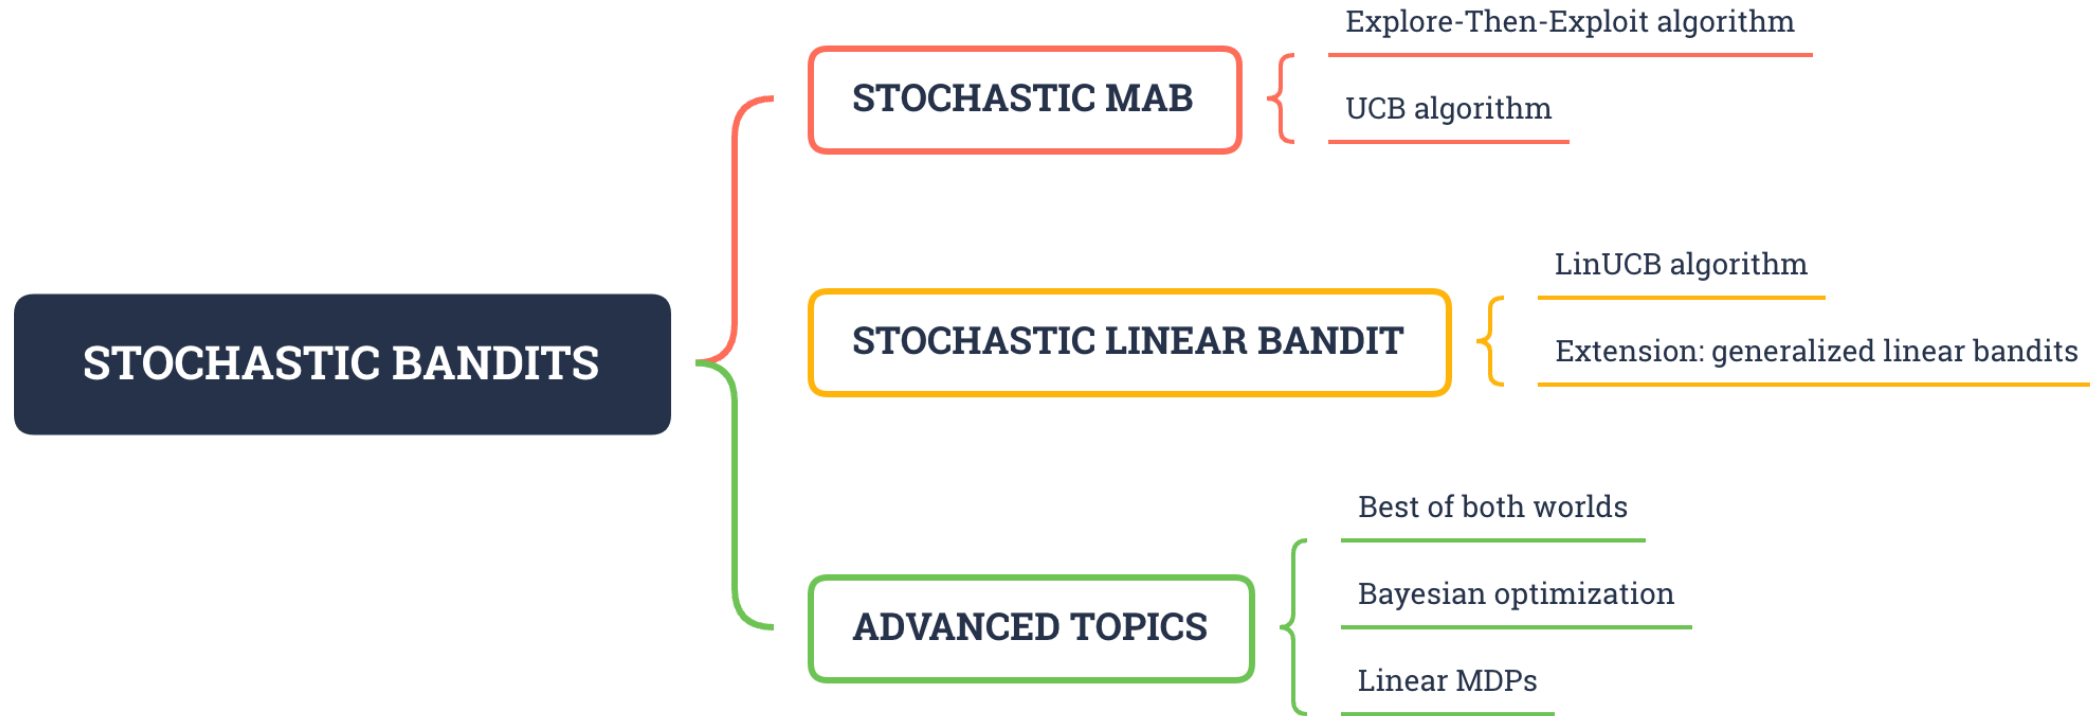 STOCHASTIC BANDITS
STOCHASTIC MAB
Explore-Then-Exploit algorithm
UCB algorithm
STOCHASTIC LINEAR BANDIT
LinUCB algorithm
Extension: generalized linear bandits
ADVANCED TOPICS
Best of both worlds
Bayesian optimization
Linear MDPs